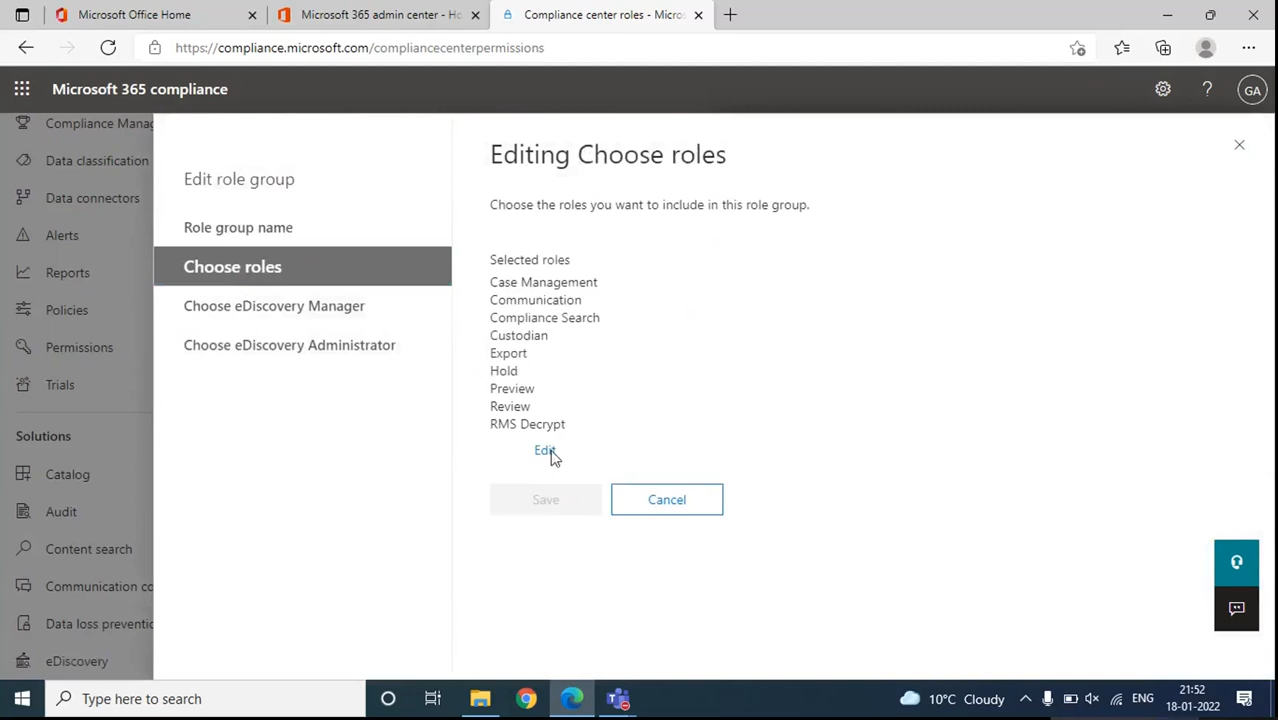 Microsoft Office Home
Microsoft 365 admin center - Ho
Compliance center roles - Micros
https://compliance.microsoft.com/compliancecenterpermissions
Microsoft 365 compliance
GA
Compliance Mana
Data classification
Data connectors
Alerts
Reports
Policies
Permissions
Trials
Solutions
Catalog
Audit
Content search
Communication co
Data loss preventio
eDiscovery
Edit role group
Role group name
Choose roles
Choose eDiscovery Manager
Choose eDiscovery Administrator
Editing Choose roles
Choose the roles you want to include in this role group.
Selected roles
Case Management
Communication
Compliance Search
Custodian
Export
Hold
Preview
Review
RMS Decrypt
Edit
Save
Cancel
Type here to search
10°C Cloudy
ENG
21:52
18-01-2022